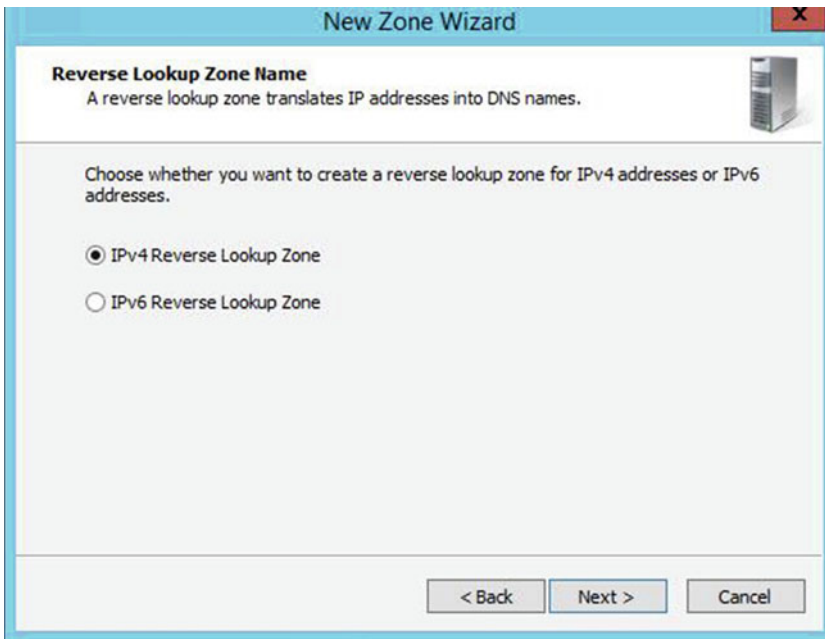 New Zone Wizard
x
Reverse Lookup Zone Name
A reverse lookup zone translates IP addresses into DNS names.
Choose whether you want to create a reverse lookup zone for IPv4 addresses or IPv6
addresses.
IPv4 Reverse Lookup Zone
IPv6 Reverse Lookup Zone
< Back Next > Cancel